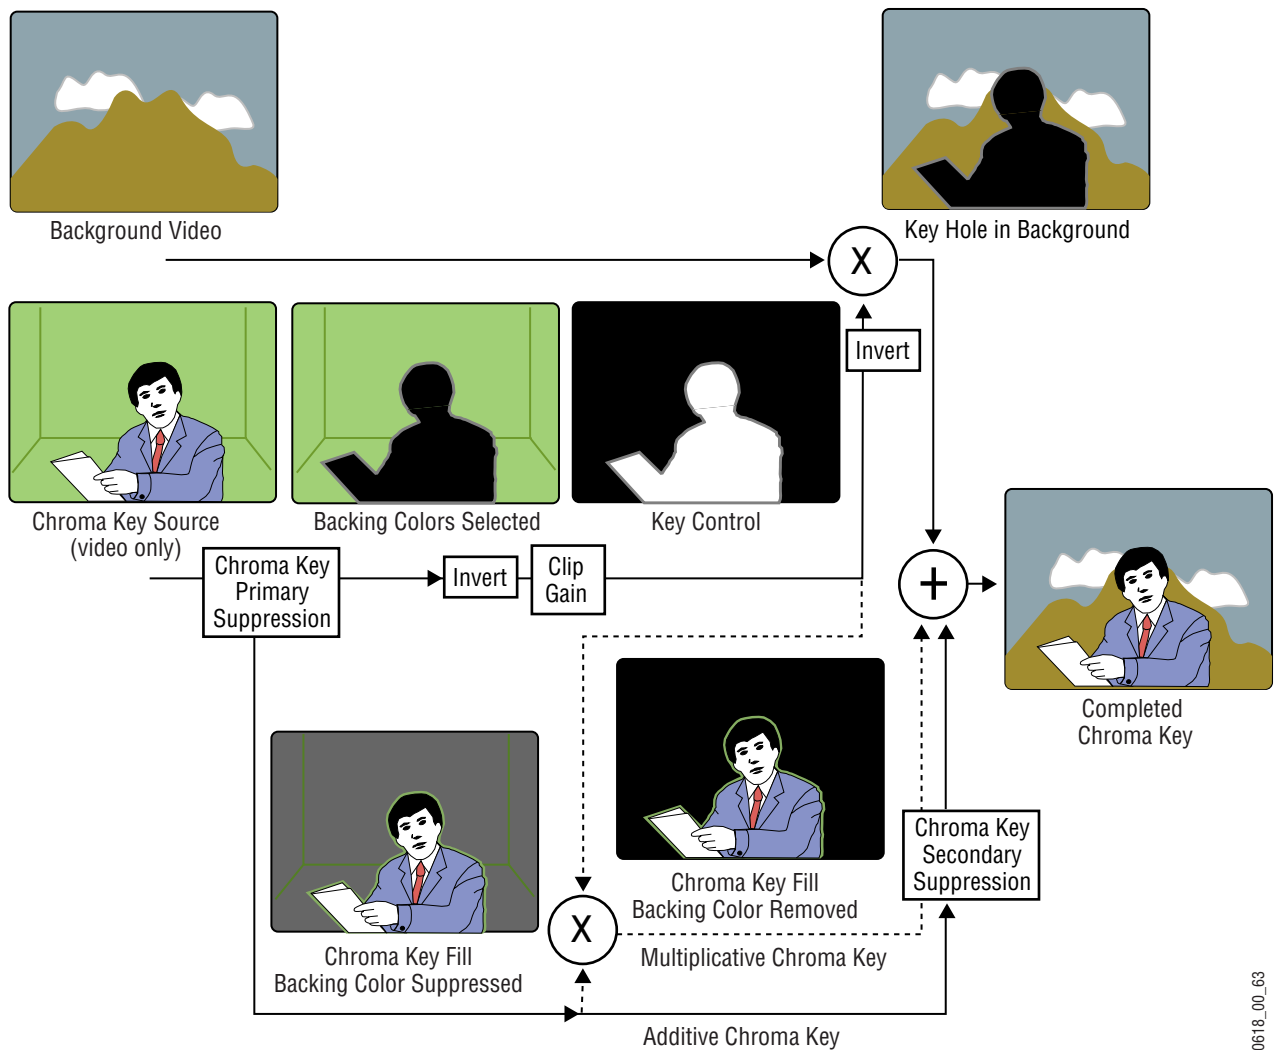 Background Video
Key Hole in Background
X
Invert
Chroma Key Source
(video only)
Backing Colors Selected
Key Control
Chroma Key
Primary
Suppression
Invert
Clip
Gain
+
Completed
Chroma Key
Chroma Key Fill
Backing Color Removed
Chroma Key
Secondary
Suppression
X
Chroma Key Fill
Backing Color Suppressed
Multiplicative Chroma Key
Additive Chroma Key
0618_00_63